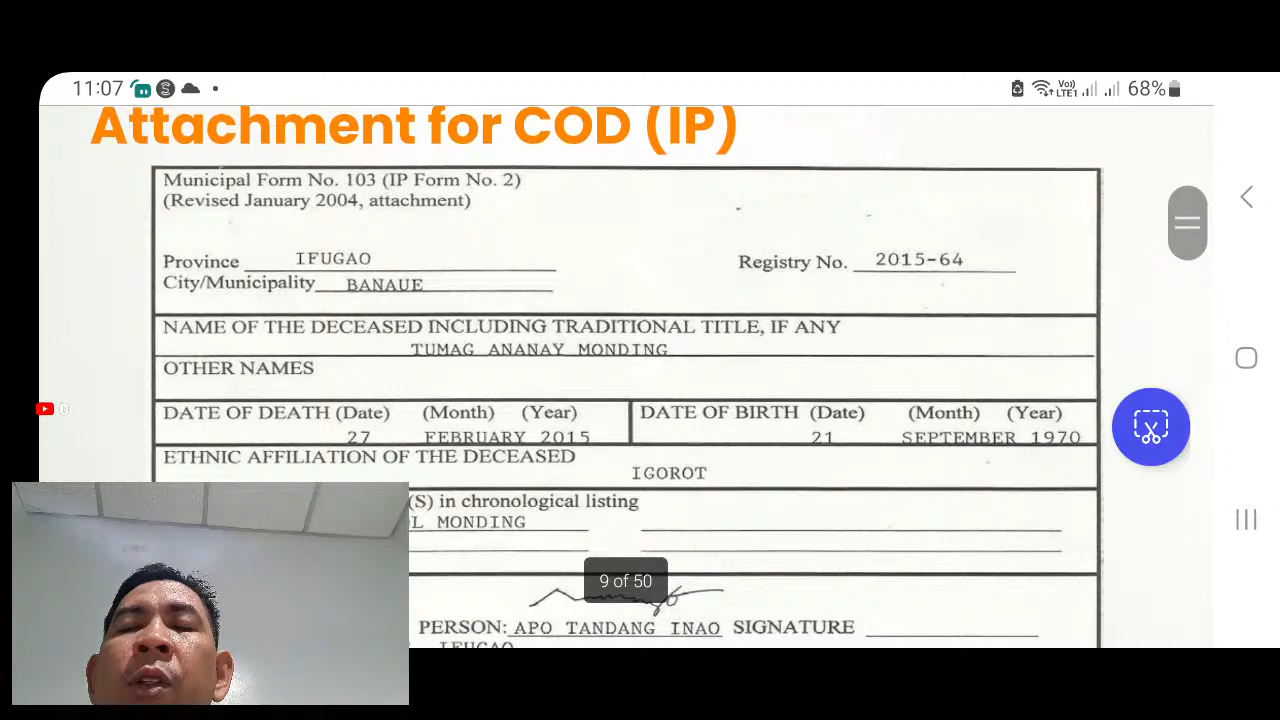 11:07 VoLTE1 68%
Attachment for COD (IP)
Municipal Form No. 103 (IP Form No. 2)
(Revised January 2004, attachment)
Province IFUGAO Registry No. 2015-64
City/Municipality BANAUE
NAME OF THE DECEASED INCLUDING TRADITIONAL TITLE, IF ANY
TUMAG ANANAY MONDING
OTHER NAMES
0
DATE OF DEATH (Date) (Month) (Year) DATE OF BIRTH (Date) (Month) (Year)
27 FEBRUARY 2015 21 SEPTEMBER 1970
ETHNIC AFFILIATION OF THE DECEASED
IGOROT
(S) in chronological listing
L MONDING
9 of 50
PERSON: APO TANDANG INAO SIGNATURE
IFUGAO